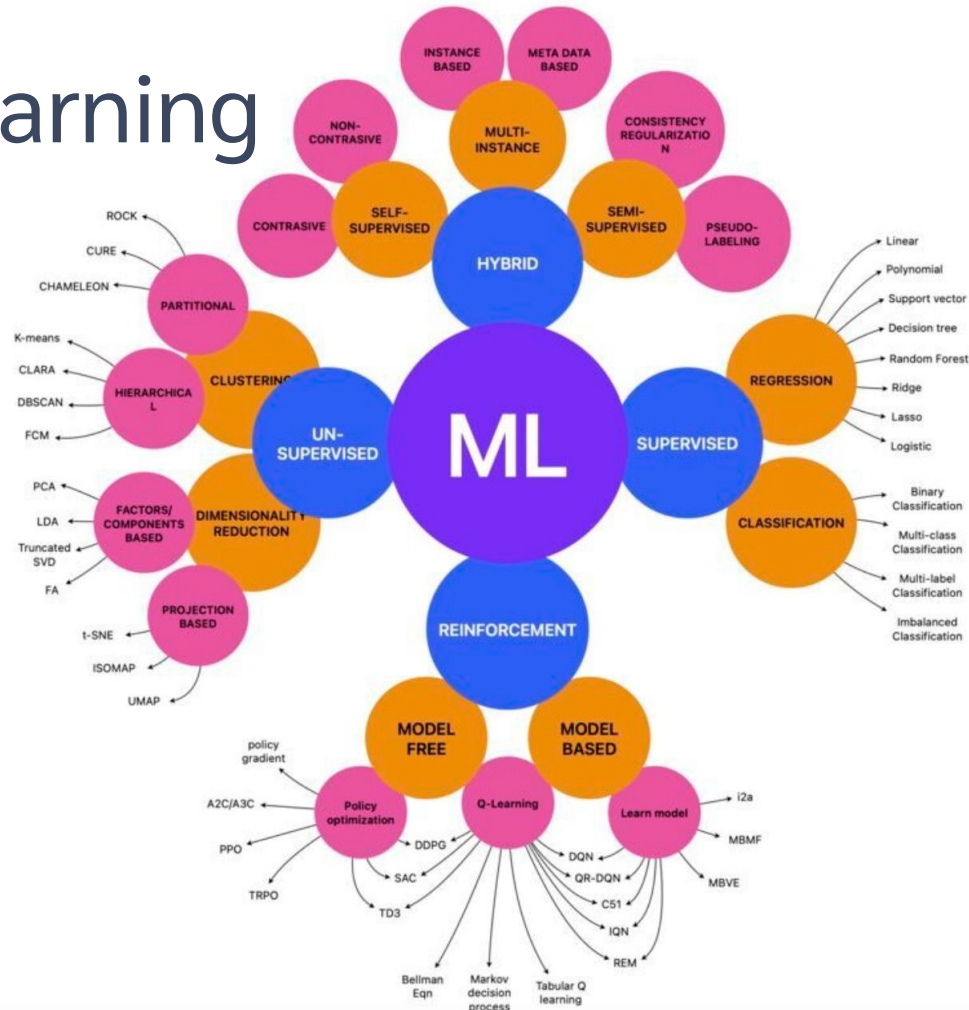 arning
INSTANCE
BASED
META DATA
BASED
NON-
CONTRASIVE
MULTI-
INSTANCE
CONSISTENCY
REGULARIZATIO
N
CONTRASIVE
SELF-
SUPERVISED
SEMI-
SUPERVISED
PSEUDO-
LABELING
HYBRID
ROCK
CURE
CHAMELEON
PARTITIONAL
K-means
CLARA
DBSCAN
FCM
HIERARCHICA
L
CLUSTERING
UN-
SUPERVISED
ML
SUPERVISED
REGRESSION
Linear
Polynomial
Support vector
Decision tree
Random Forest
Ridge
Lasso
Logistic
PCA
LDA
Truncated
SVD
FA
FACTORS/
COMPONENTS
BASED
DIMENSIONALITY
REDUCTION
CLASSIFICATION
Binary
Classification
Multi-class
Classification
Multi-label
Classification
Imbalanced
Classification
PROJECTION
BASED
t-SNE
ISOMAP
UMAP
REINFORCEMENT
MODEL
FREE
MODEL
BASED
policy
gradient
A2C/A3C
PPO
TRPO
Policy
optimization
Q-Learning
Learn model
i2a
MBMF
MBVE
DDPG
SAC
TD3
DQN
QR-DQN
C51
IQN
REM
Bellman
Eqn
Markov
decision
process
Tabular Q
learning